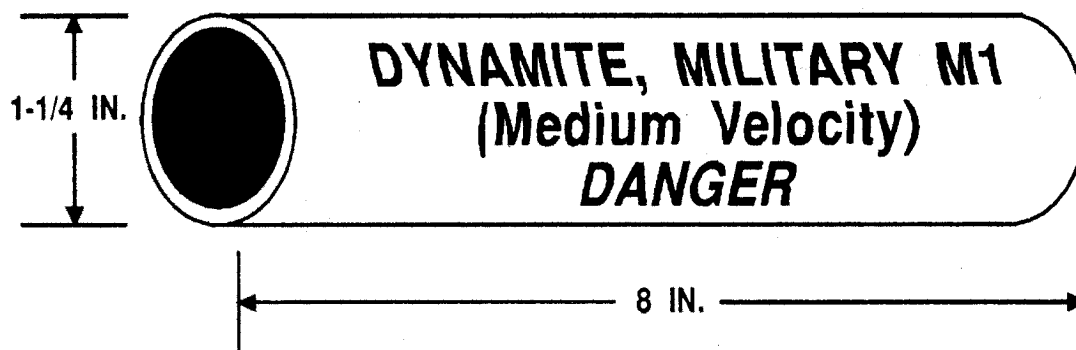 DYNAMITE, MILITARY M1
1-1/4 IN.
(Medium Velocity)
DANGER
8 IN.